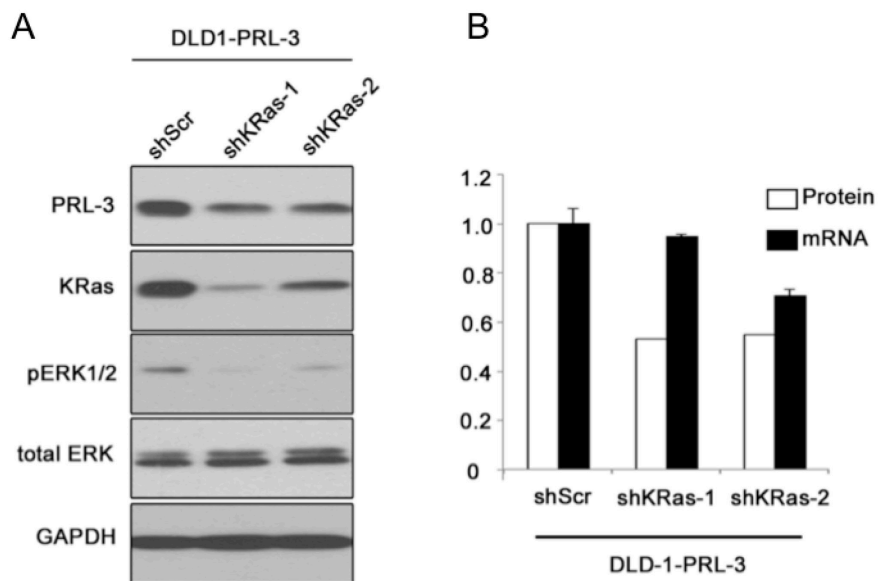 A
DLD1-PRL-3
shScr
shKRas-1
shKRas-2
PRL-3
KRas
pERK1/2
total ERK
GAPDH
B
1.2
1.0
0.8
0.6
0.4
0.2
0
Protein
mRNA
shScr
shKRas-1
shKRas-2
DLD-1-PRL-3